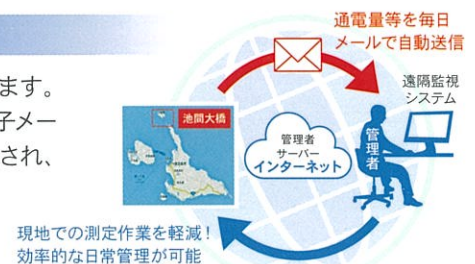 通電量等を毎日
メールで自動送信
ます。
子メー
され、
池間大橋
遠隔監視
システム
管理者
サーバー
インターネット
管理者
現地での測定作業を軽減!
効率的な日常管理が可能